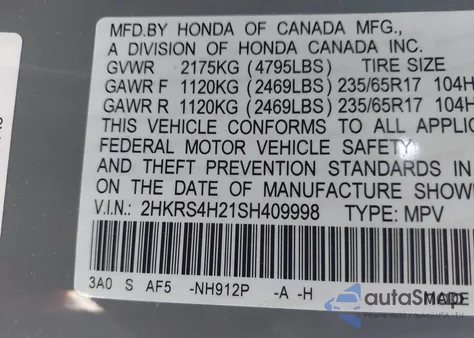 MFD.BY HONDA OF CANADA MFG.,
A DIVISION OF HONDA CANADA INC.
GVWR 2175KG (4795LBS) TIRE SIZE
GAWR F 1120KG (2469LBS) 235/65R17 104H
GAWR R 1120KG (2469LBS) 235/65R17 104H
THIS VEHICLE CONFORMS TO ALL APPLIC
FEDERAL MOTOR VEHICLE SAFETY
AND THEFT PREVENTION STANDARDS IN
ON DATE OF MANUFACTURE SHOW
V.I.N.: 2HKRS4H21SH409998 TYPE: MPV
3A0 S AF5 -NH912P -A -H MADE
autoSnap